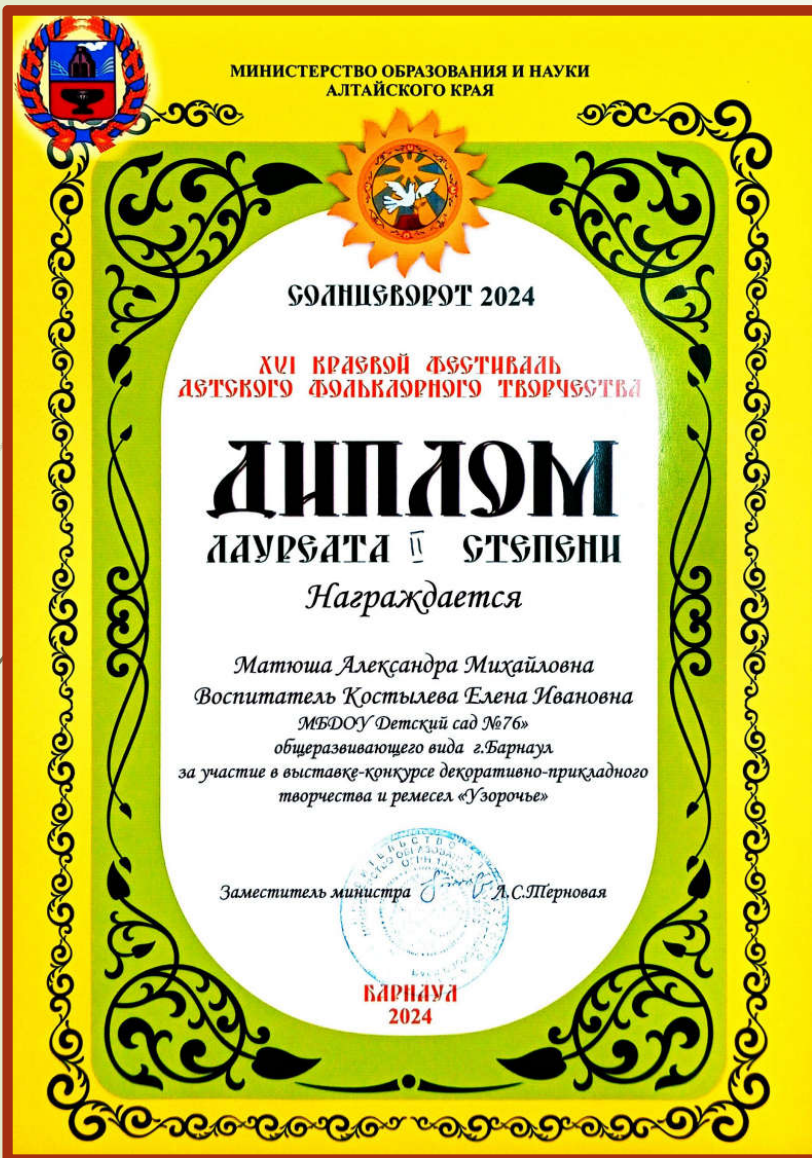 МИНИСТЕРСТВО ОБРАЗОВАНИЯ И НАУКИ
АЛТАЙСКОГО КРАЯ
СОЛНЦЕВОРОТ 2024
XVI КРАЕВОЙ ФЕСТИВАЛЬ
ДЕТСКОГО ФОЛЬКЛОРНОГО ТВОРЧЕСТВА
ДИПЛОМ
ЛАУРЕАТА II СТЕПЕНИ
Награждается
Матюша Александра Михайловна
Воспитатель Костылева Елена Ивановна
МБДОУ Детский сад №76»
общеразвивающего вида г.Барнаул
за участие в выставке-конкурсе декоративно-прикладного
творчества и ремесел «Узорочье»
Заместитель министра Л.С.Терновая
БАРНАУЛ
2024